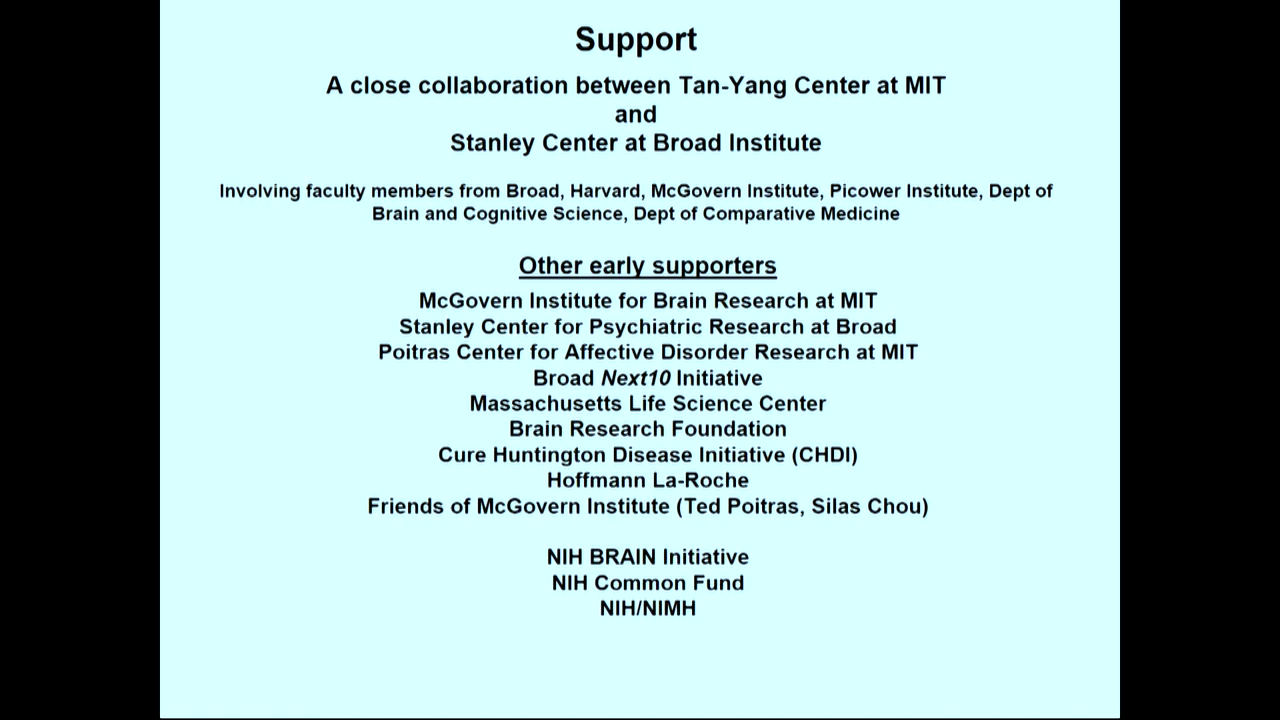 Support
A close collaboration between Tan-Yang Center at MIT
and
Stanley Center at Broad Institute
Involving faculty members from Broad, Harvard, McGovern Institute, Picower Institute, Dept of
Brain and Cognitive Science, Dept of Comparative Medicine
Other early supporters
McGovern Institute for Brain Research at MIT
Stanley Center for Psychiatric Research at Broad
Poitras Center for Affective Disorder Research at MIT
Broad Next10 Initiative
Massachusetts Life Science Center
Brain Research Foundation
Cure Huntington Disease Initiative (CHDI)
Hoffmann La-Roche
Friends of McGovern Institute (Ted Poitras, Silas Chou)
NIH BRAIN Initiative
NIH Common Fund
NIH/NIMH